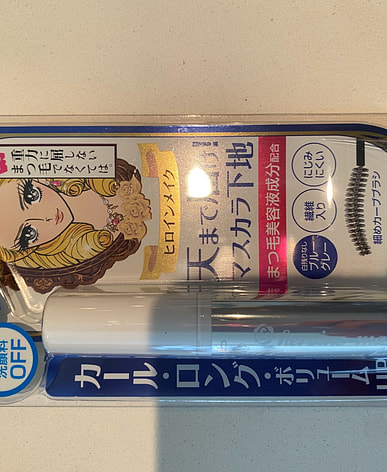 重力に屈しない
まつ毛でなくては。
ヒロインメイク
天まで届け!
マスカラ下地
まつ毛美容液成分配合
にじみ
にくい
繊維
入り
白残りなし
ブルー
グレー
細めカーブブラシ
洗顔料
OFF
カール・ロング・ボリュームUP